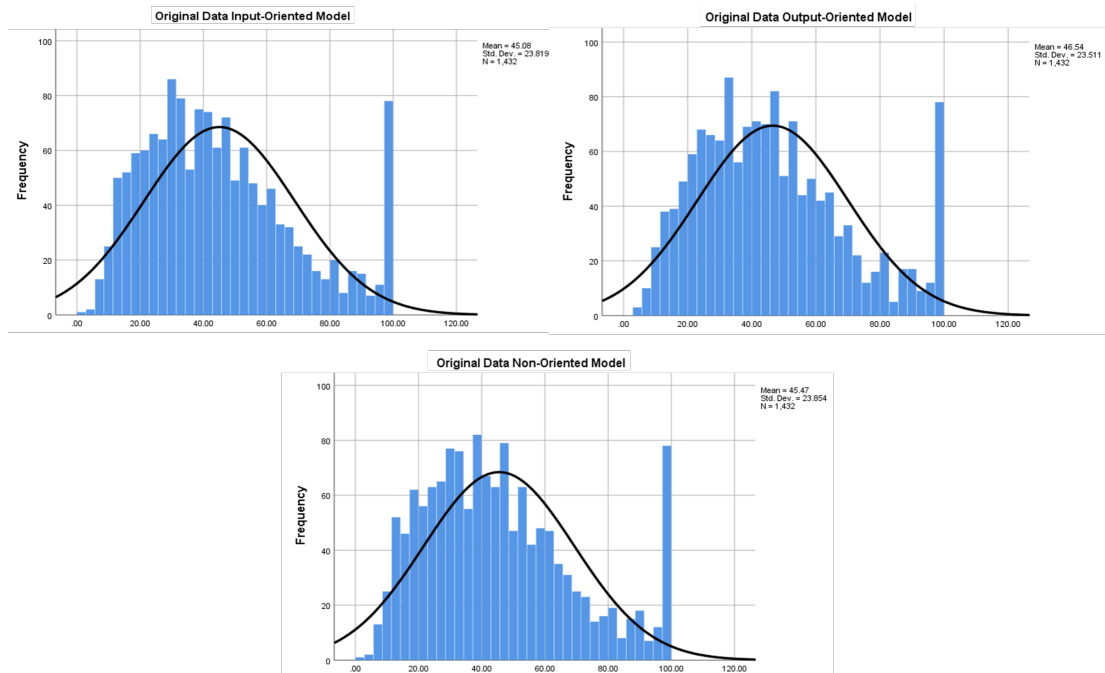 Original Data Input-Oriented Model
Mean = 45.08
Std. Dev. = 23.819
N = 1,432
100
80
60
40
20
0
Frequency
.00 20.00 40.00 60.00 80.00 100.00 120.00
Original Data Output-Oriented Model
Mean = 46.54
Std. Dev. = 23.511
N = 1,432
100
80
60
40
20
0
Frequency
.00 20.00 40.00 60.00 80.00 100.00 120.00
Original Data Non-Oriented Model
Mean = 45.47
Std. Dev. = 23.854
N = 1,432
100
80
60
40
20
0
Frequency
.00 20.00 40.00 60.00 80.00 100.00 120.00